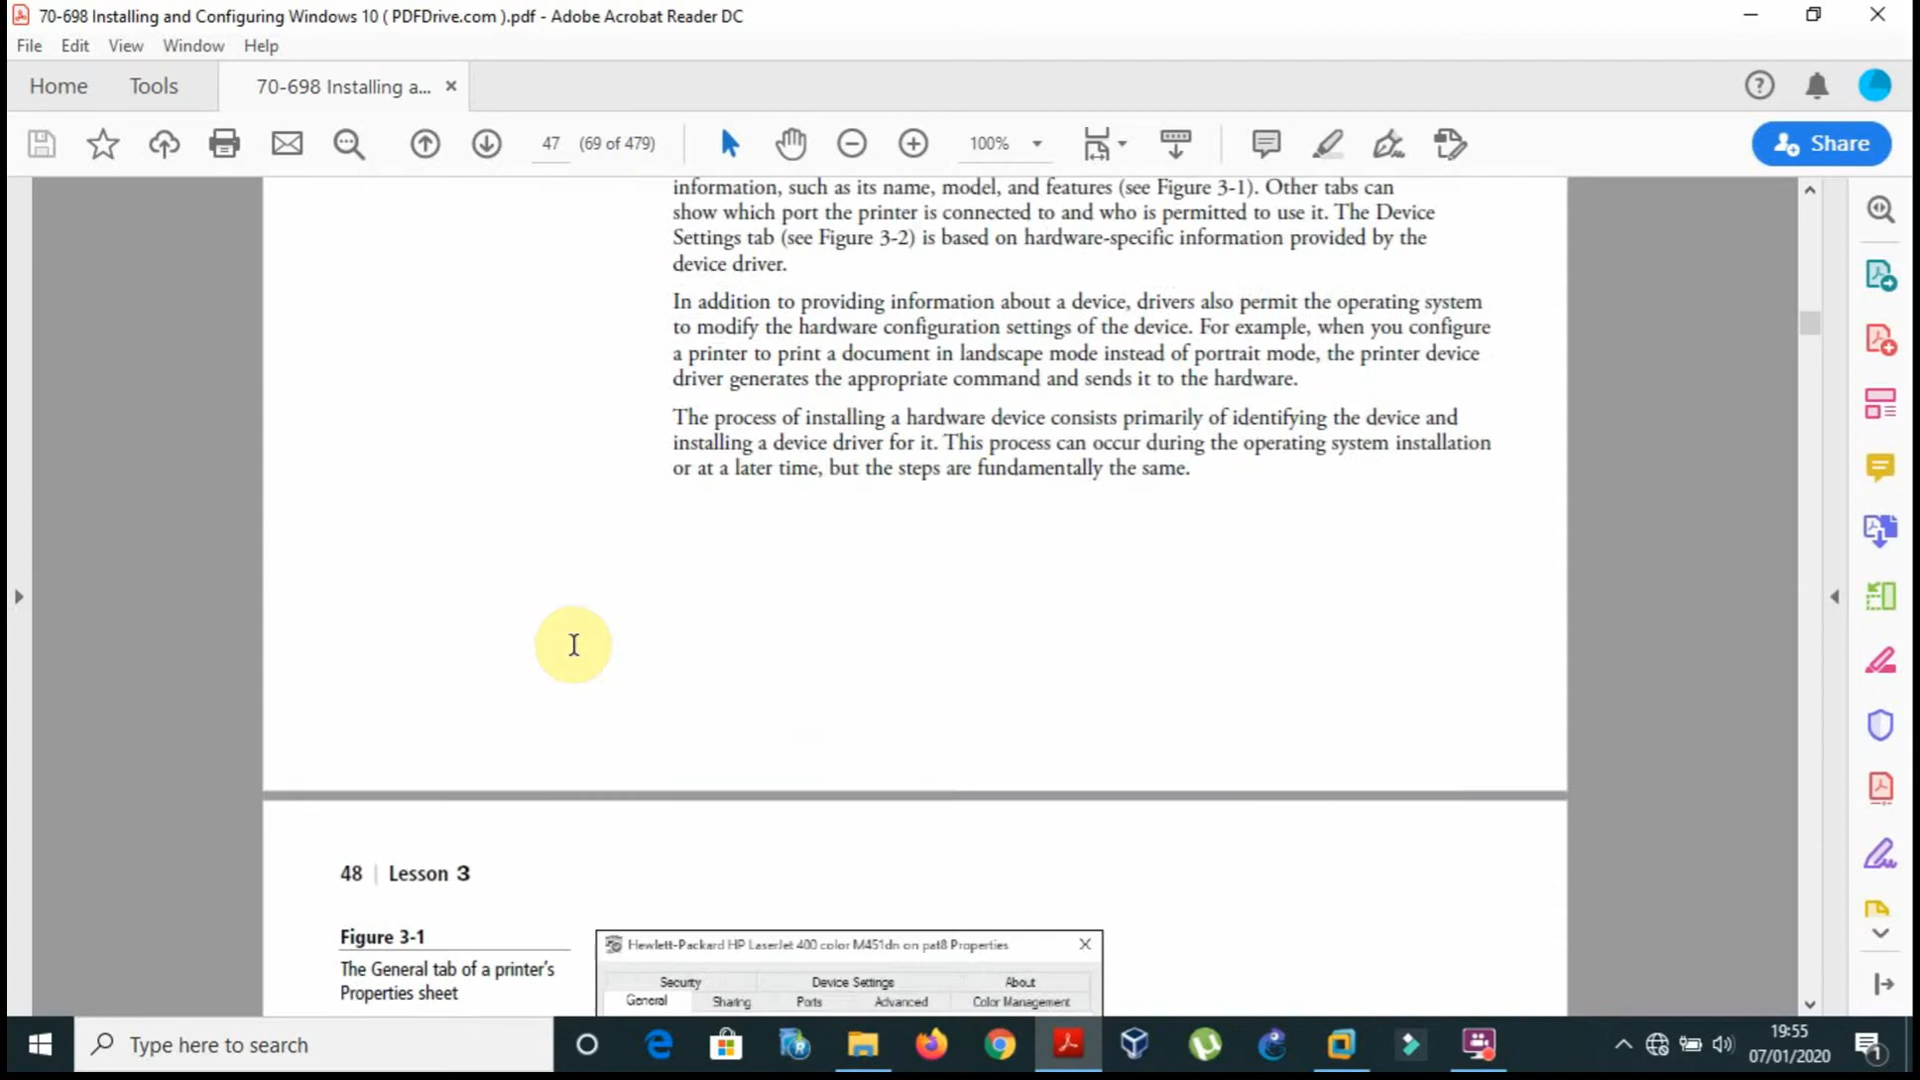 70-698 Installing and Configuring Windows 10 ( PDFDrive.com ).pdf - Adobe Acrobat Reader DC
File Edit View Window Help
Home Tools 70-698 Installing a... ×
47 (69 of 479) 100% Share
information, such as its name, model, and features (see Figure 3-1). Other tabs can
show which port the printer is connected to and who is permitted to use it. The Device
Settings tab (see Figure 3-2) is based on hardware-specific information provided by the
device driver.
In addition to providing information about a device, drivers also permit the operating system
to modify the hardware configuration settings of the device. For example, when you configure
a printer to print a document in landscape mode instead of portrait mode, the printer device
driver generates the appropriate command and sends it to the hardware.
The process of installing a hardware device consists primarily of identifying the device and
installing a device driver for it. This process can occur during the operating system installation
or at a later time, but the steps are fundamentally the same.
48 | Lesson 3
Figure 3-1
The General tab of a printer's
Properties sheet
Hewlett-Packard HP LaserJet 400 color M451dn on pat8 Properties
Security Device Settings About
General Sharing Ports Advanced Color Management
Type here to search
19:55
07/01/2020
1